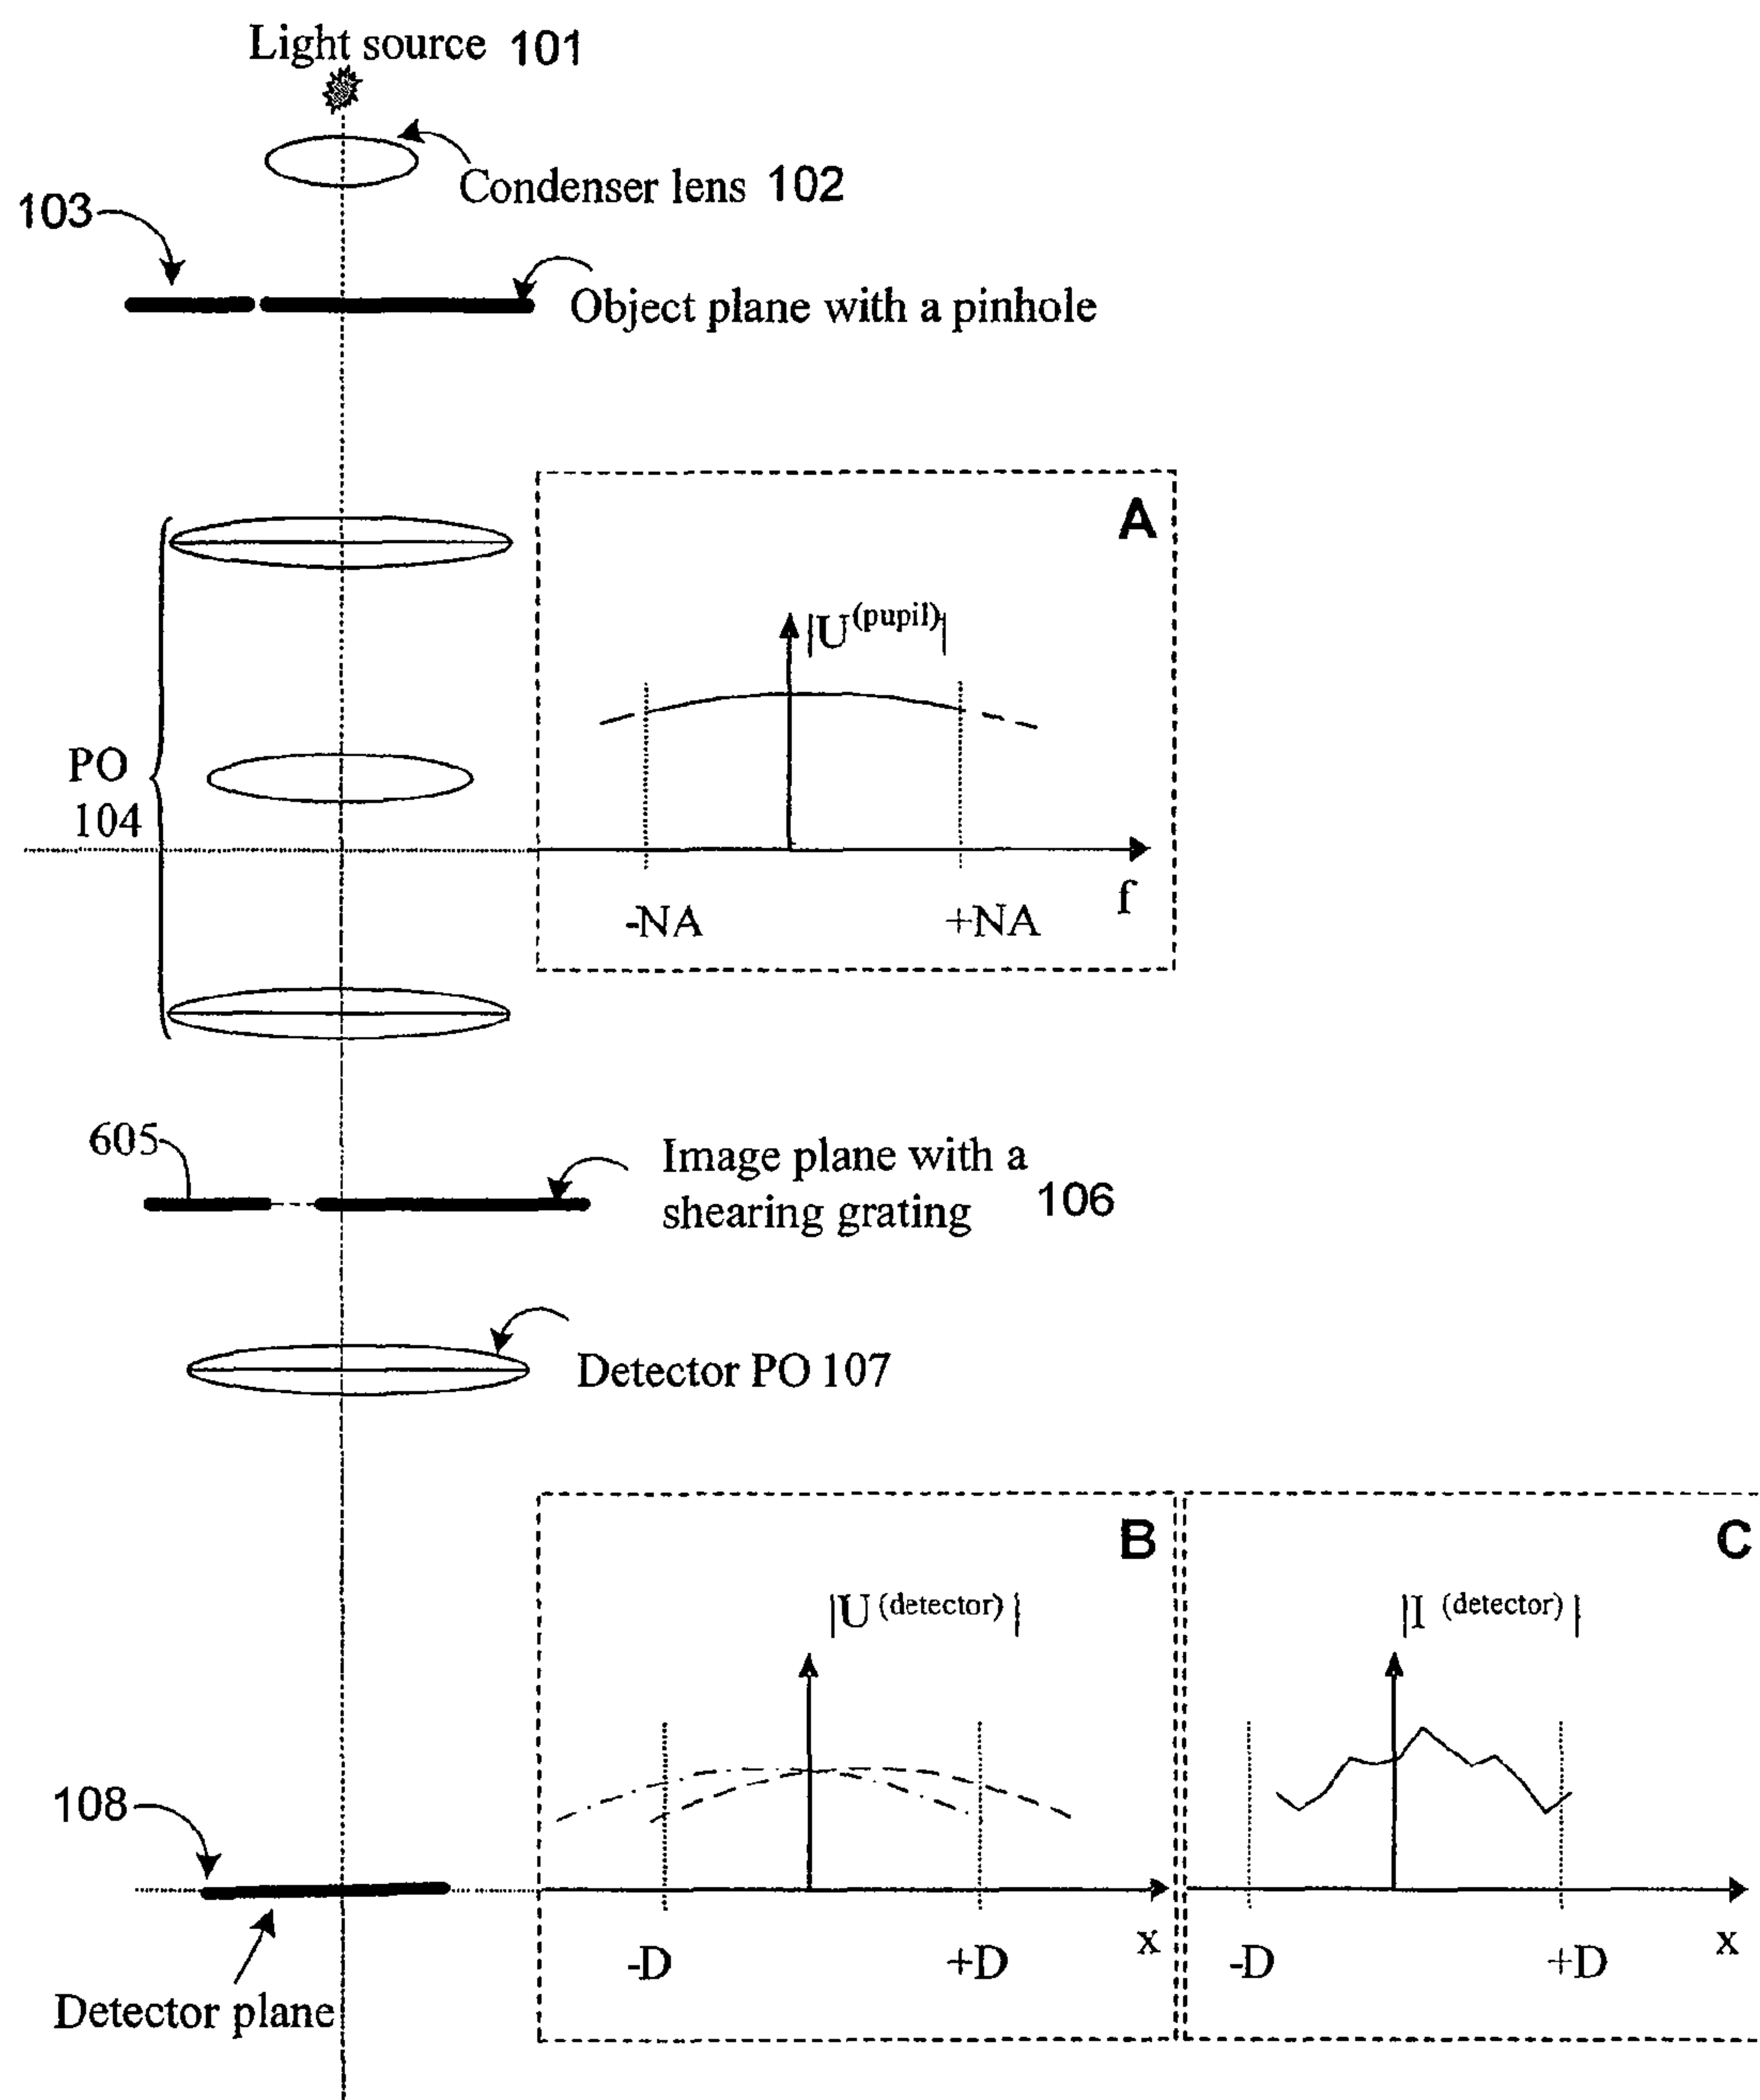 Light source 101
Condenser lens 102
103
Object plane with a pinhole
A
|U(pupil)|
PO
104
f
-NA
+NA
605
Image plane with a
shearing grating 106
Detector PO 107
B
C
|U (detector) |
|I (detector) |
108
x
x
-D
+D
-D
+D
Detector plane